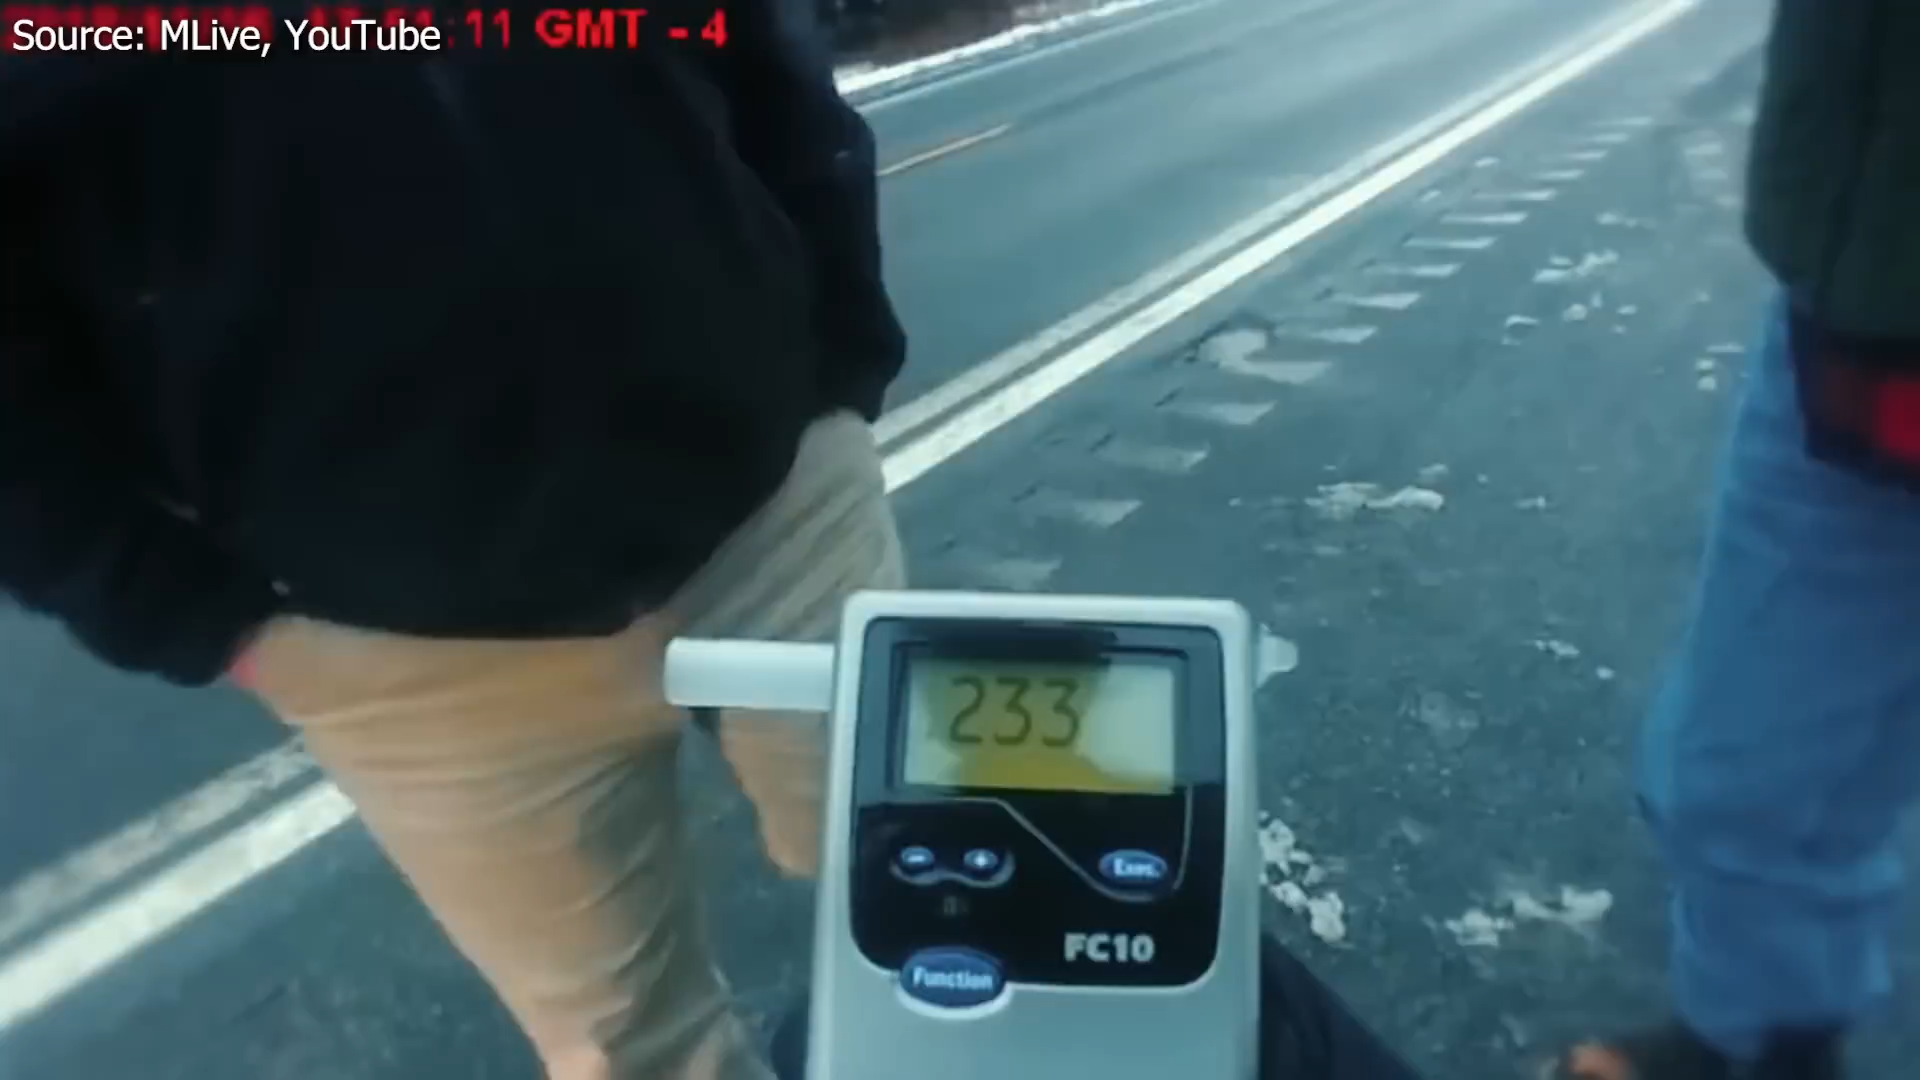 Source: MLive, YouTube
:11 GMT - 4
233
- +
Exec.
FC10
Function